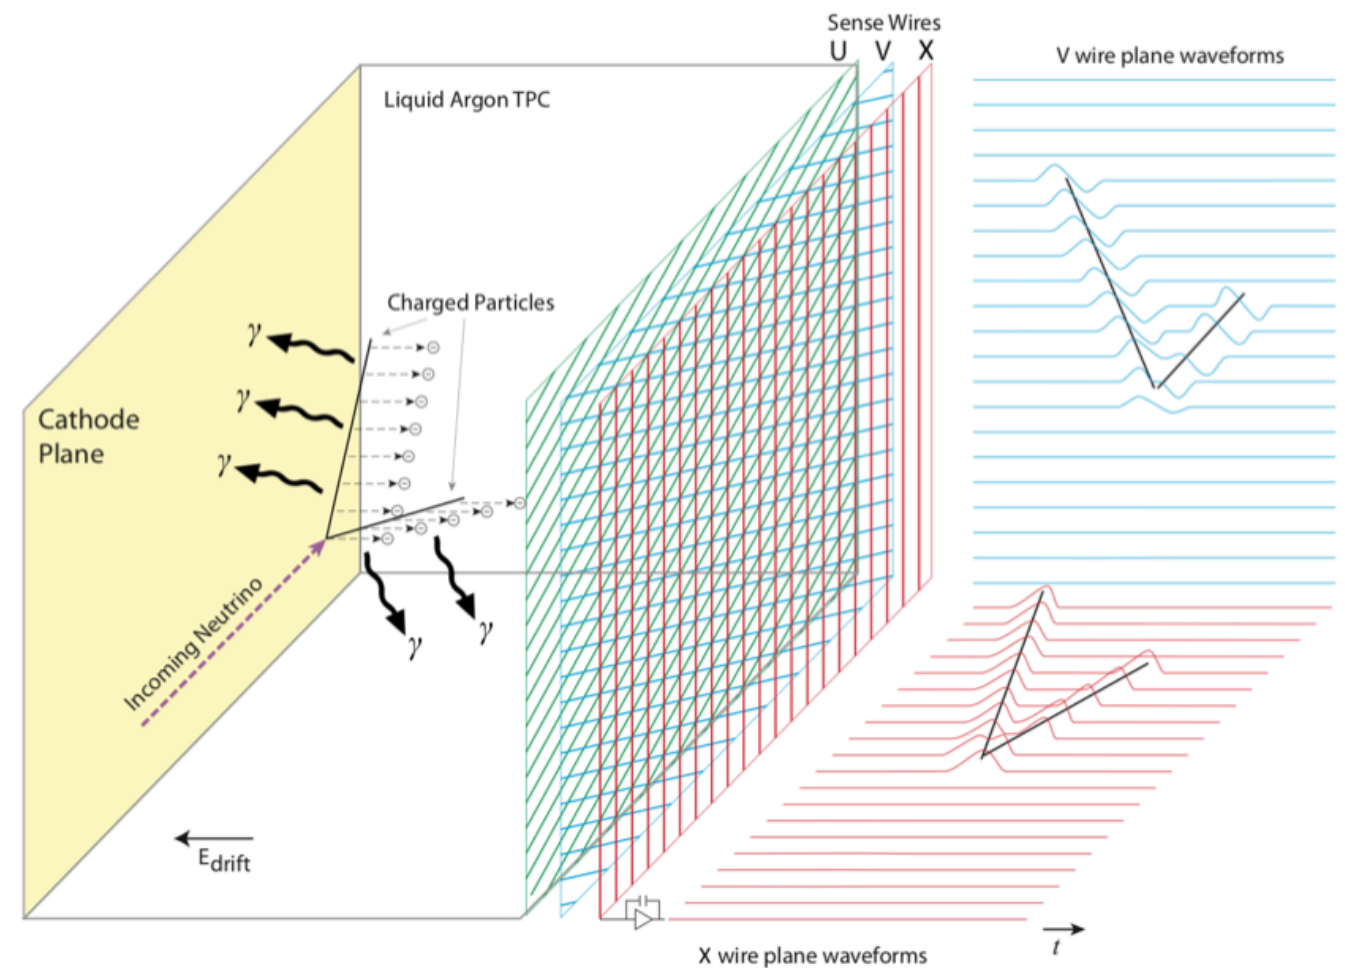 Sense Wires
U V X
V wire plane waveforms
Liquid Argon TPC
Charged Particles
γ
Cathode
Plane
γ
γ
Incoming Neutrino
γ
γ
Edrift
t
X wire plane waveforms